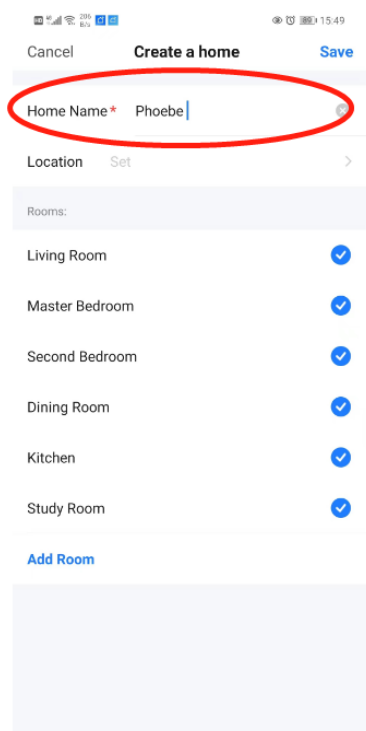 206 B/s 15:49
Cancel Create a home Save
Home Name* Phoebe
Location Set
Rooms:
Living Room
Master Bedroom
Second Bedroom
Dining Room
Kitchen
Study Room
Add Room